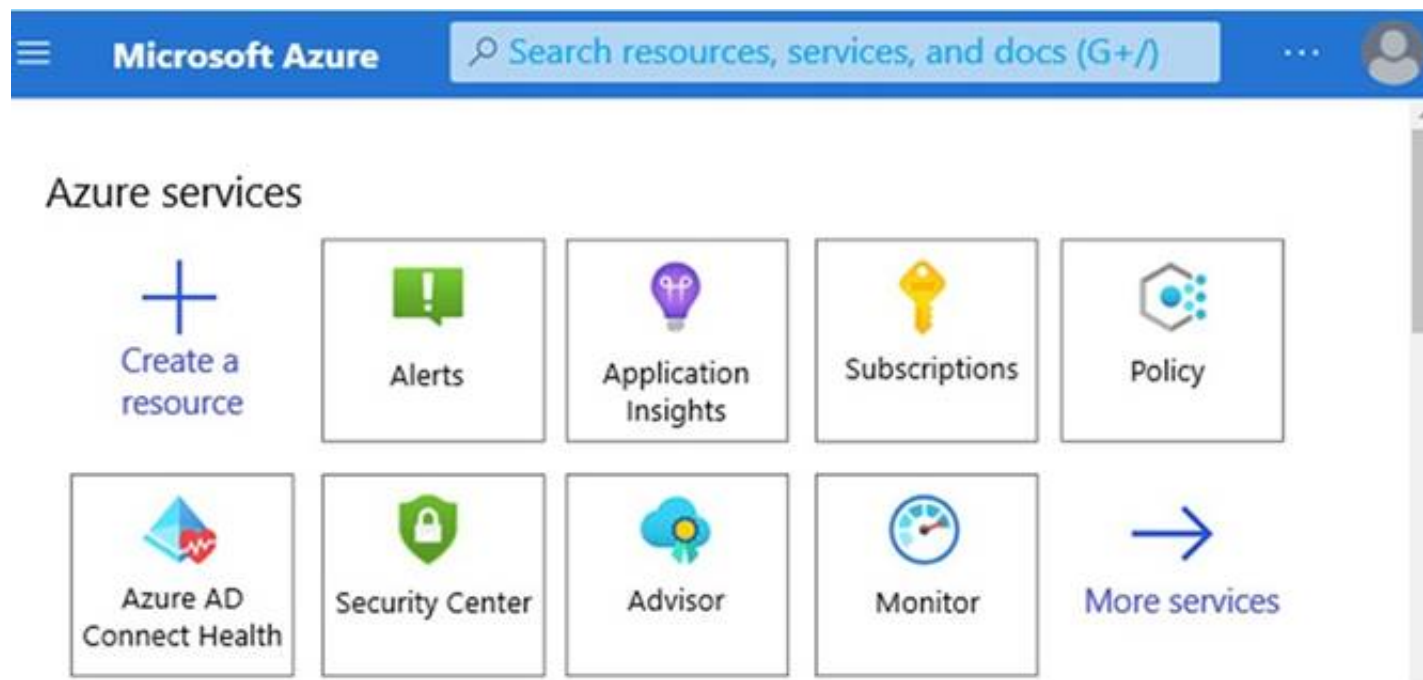 Microsoft Azure
Search resources, services, and docs (G+/)
...
Azure services
Create a
resource
Alerts
Application
Insights
Subscriptions
Policy
Azure AD
Connect Health
Security Center
Advisor
Monitor
More services